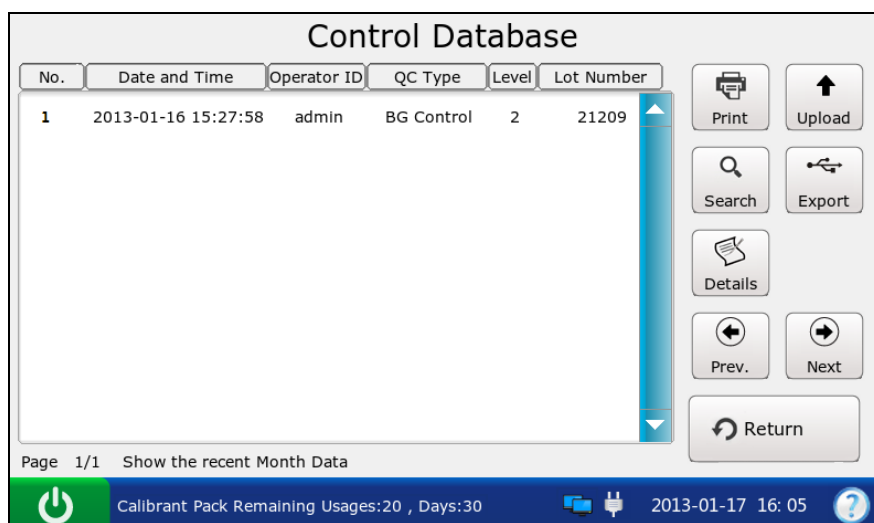 Control Database
No. Date and Time Operator ID QC Type Level Lot Number
1 2013-01-16 15:27:58 admin BG Control 2 21209
Print Upload
Search Export
Details
Prev. Next
Return
Page 1/1 Show the recent Month Data
Calibrant Pack Remaining Usages:20 , Days:30 2013-01-17 16: 05 ?